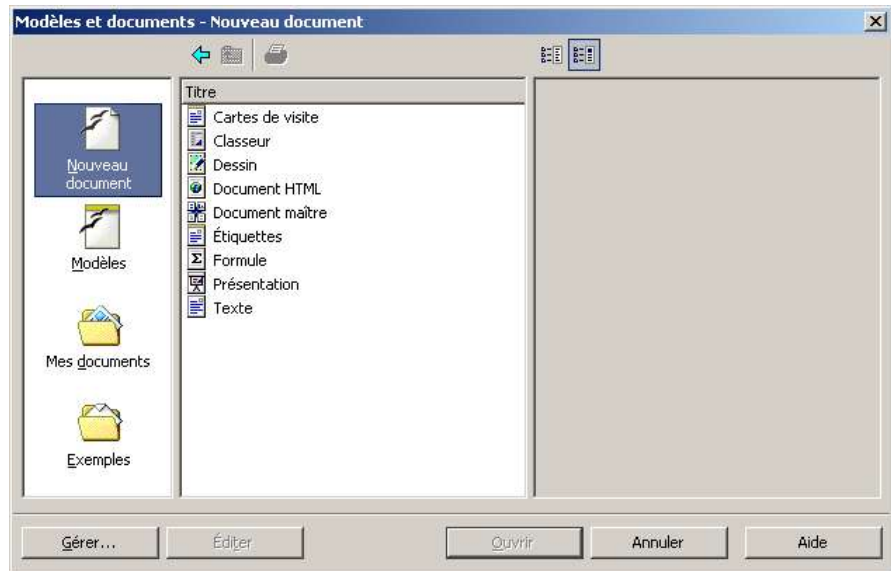 Modèles et documents - Nouveau document
Titre
Cartes de visite
Classeur
Dessin
Document HTML
Document maître
Étiquettes
Formule
Présentation
Texte
Nouveau
document
Modèles
Mes documents
Exemples
Gérer...
Éditer
Ouvrir
Annuler
Aide